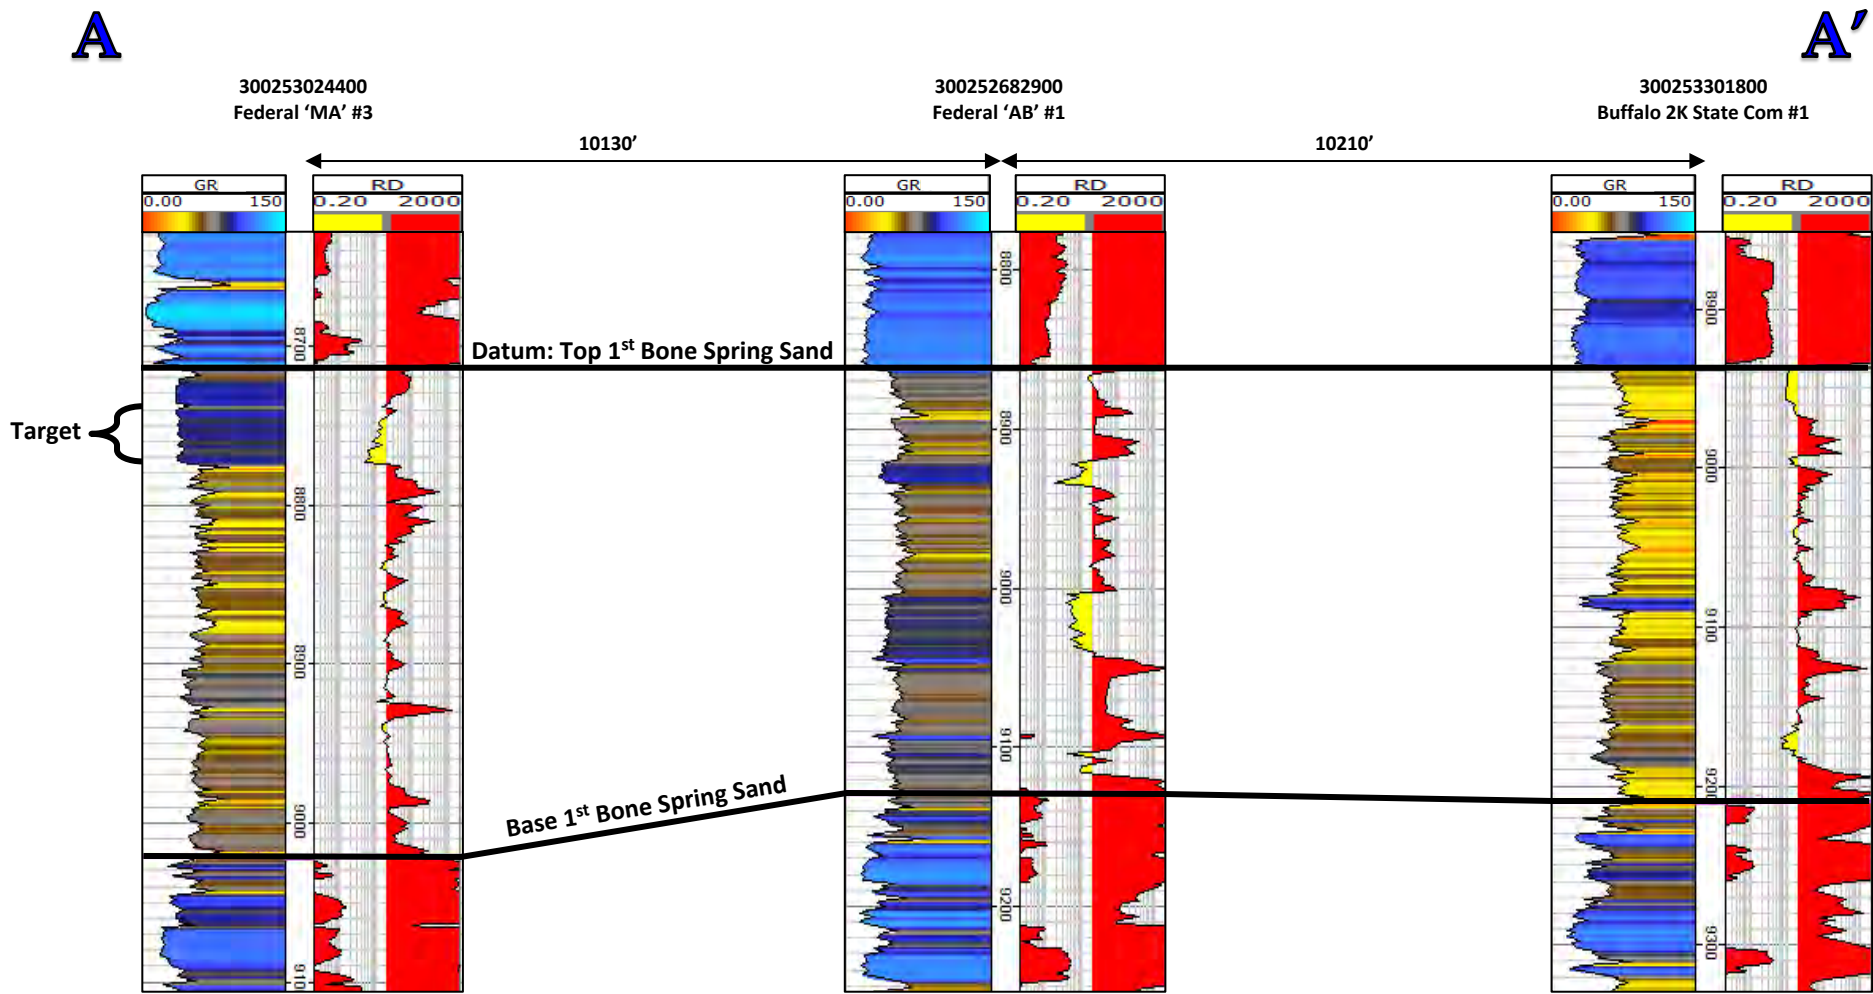 A
A′
300253024400
Federal ‘MA’ #3
300252682900
Federal ‘AB’ #1
300253301800
Buffalo 2K State Com #1
10130’
10210’
GR
RD
GR
RD
GR
RD
0.00 150
0.20 2000
0.00 150
0.20 2000
0.00 150
0.20 2000
Datum: Top 1st Bone Spring Sand
Target
Base 1st Bone Spring Sand
8700
8800
8900
9000
910
8800
8900
9000
9100
9200
8900
9000
9100
9200
9300